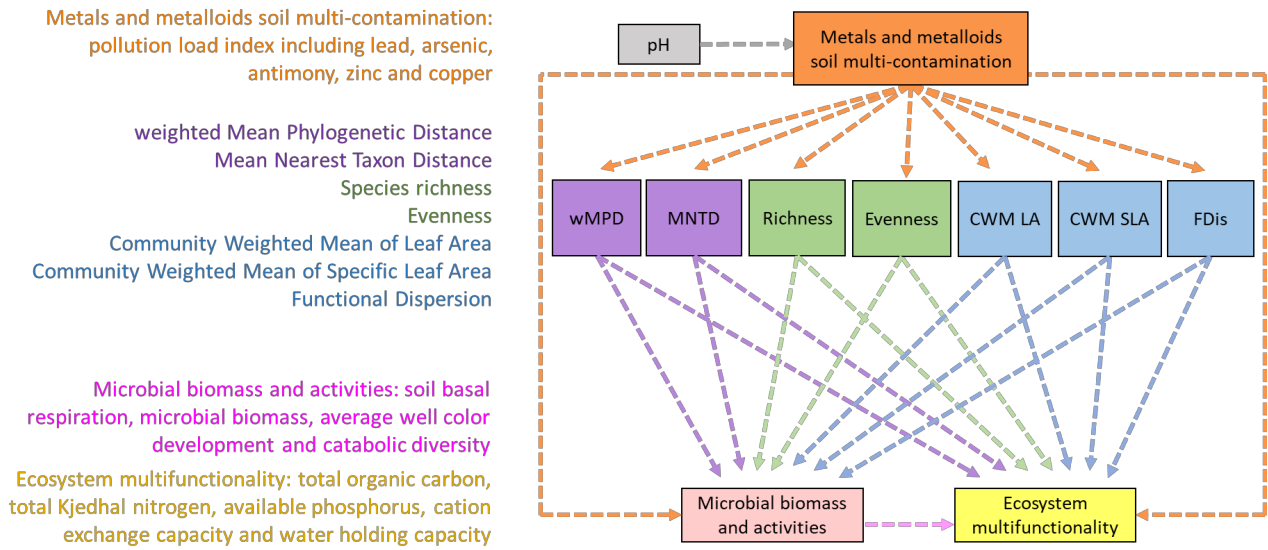 Metals and metalloids soil multi-contamination:
pollution load index including lead, arsenic,
antimony, zinc and copper
weighted Mean Phylogenetic Distance
Mean Nearest Taxon Distance
Species richness
Evenness
Community Weighted Mean of Leaf Area
Community Weighted Mean of Specific Leaf Area
Functional Dispersion
Microbial biomass and activities: soil basal
respiration, microbial biomass, average well color
development and catabolic diversity
Ecosystem multifunctionality: total organic carbon,
total Kjedhal nitrogen, available phosphorus, cation
exchange capacity and water holding capacity
pH
Metals and metalloids
soil multi-contamination
wMPD
MNTD
Richness
Evenness
CWM LA
CWM SLA
FDis
Microbial biomass
and activities
Ecosystem
multifunctionality